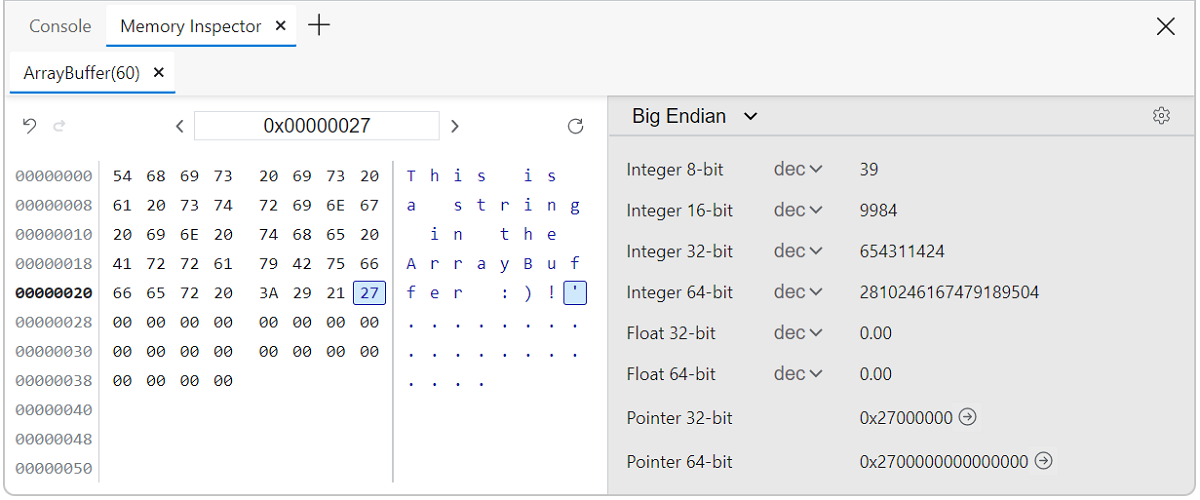 Console Memory Inspector × +
ArrayBuffer(60) ×
0x00000027
Big Endian
00000000 54 68 69 73 20 69 73 20 T h i s   i s
00000008 61 20 73 74 72 69 6E 67 a   s t r i n g
00000010 20 69 6E 20 74 68 65 20   i n   t h e
00000018 41 72 72 61 79 42 75 66 A r r a y B u f
00000020 66 65 72 20 3A 29 21 27 f e r   : ) ! '
00000028 00 00 00 00 00 00 00 00 . . . . . . . .
00000030 00 00 00 00 00 00 00 00 . . . . . . . .
00000038 00 00 00 00 . . . .
00000040
00000048
00000050
Integer 8-bit dec 39
Integer 16-bit dec 9984
Integer 32-bit dec 654311424
Integer 64-bit dec 2810246167479189504
Float 32-bit dec 0.00
Float 64-bit dec 0.00
Pointer 32-bit 0x27000000
Pointer 64-bit 0x2700000000000000